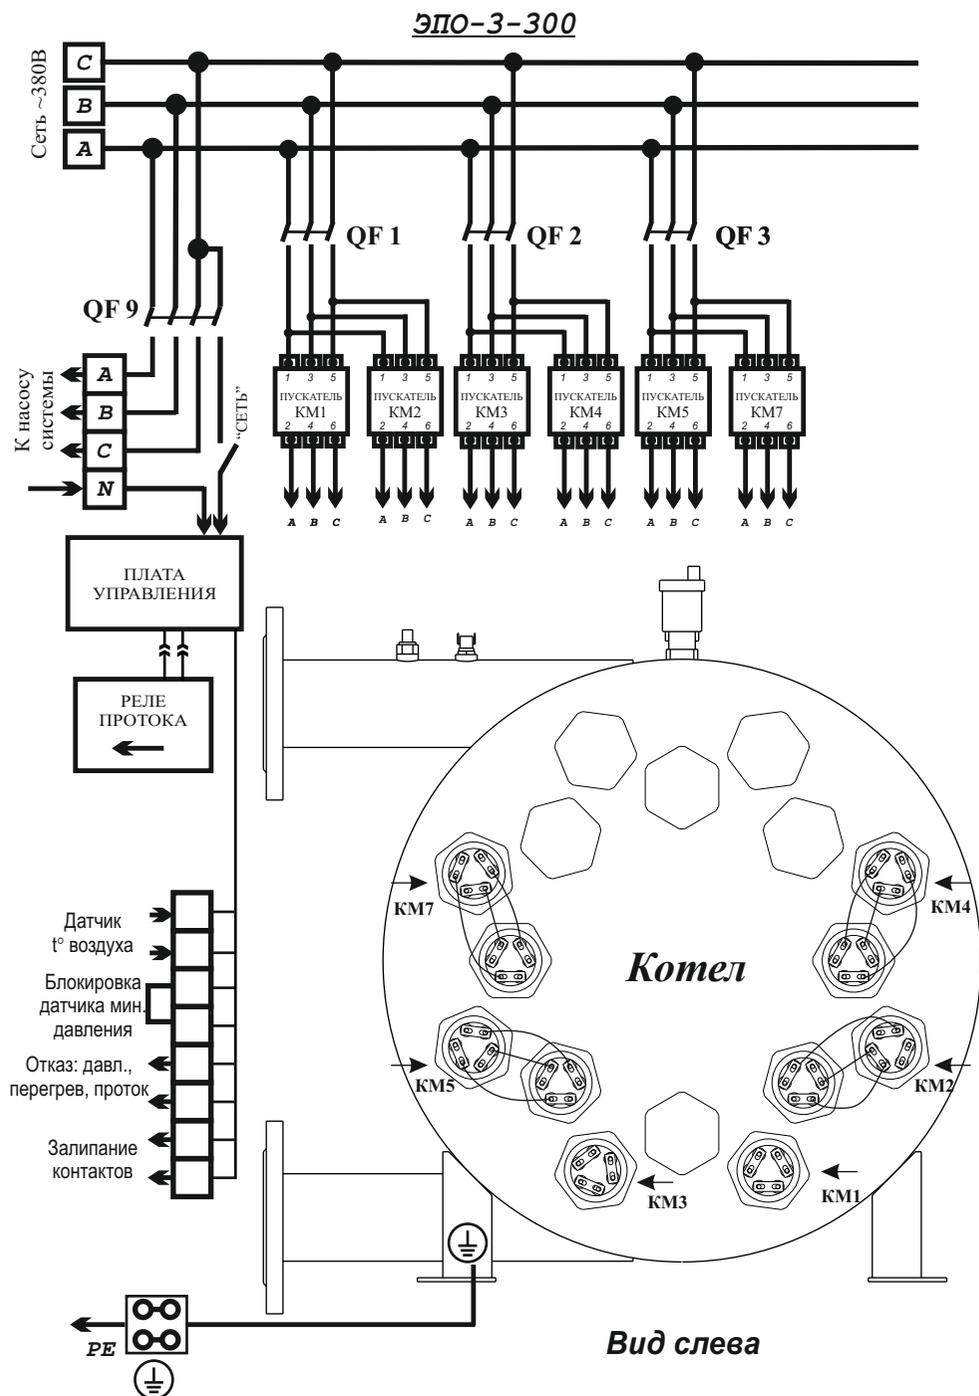 ЭПО-3-300
Сеть ~380В
C
B
A
QF 1
QF 2
QF 3
QF 9
К насосу
системы
A
B
C
N
"СЕТЬ"
1 3 5
ПУСКАТЕЛЬ
КМ1
2 4 6
A B C
1 3 5
ПУСКАТЕЛЬ
КМ2
2 4 6
A B C
1 3 5
ПУСКАТЕЛЬ
КМ3
2 4 6
A B C
1 3 5
ПУСКАТЕЛЬ
КМ4
2 4 6
A B C
1 3 5
ПУСКАТЕЛЬ
КМ5
2 4 6
A B C
1 3 5
ПУСКАТЕЛЬ
КМ7
2 4 6
A B C
ПЛАТА
УПРАВЛЕНИЯ
РЕЛЕ
ПРОТОКА
Датчик
t° воздуха
Блокировка
датчика мин.
давления
Отказ: давл.,
перегрев, проток
Залипание
контактов
КМ7
КМ4
Котел
КМ5
КМ2
КМ3
КМ1
PE
Вид слева